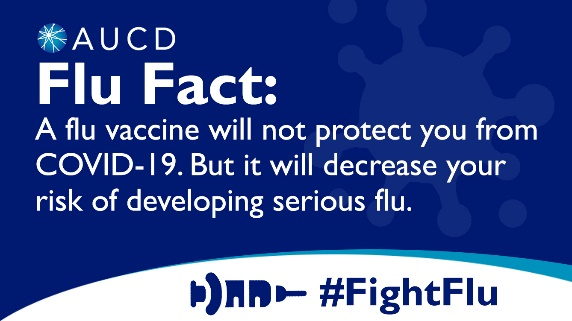 AUCD
Flu Fact:
A flu vaccine will not protect you from
COVID-19. But it will decrease your
risk of developing serious flu.
#FightFlu